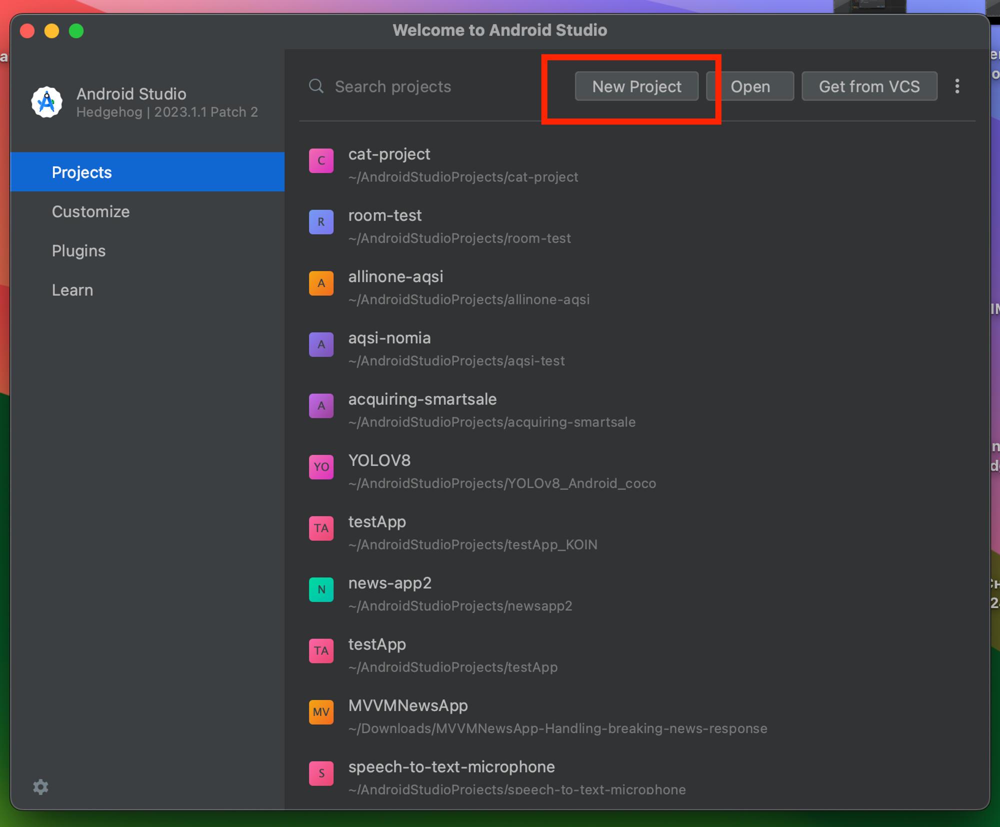 Welcome to Android Studio
Android Studio
Hedgehog | 2023.1.1 Patch 2
Projects
Customize
Plugins
Learn
Search projects
New Project
Open
Get from VCS
C
cat-project
~/AndroidStudioProjects/cat-project
R
room-test
~/AndroidStudioProjects/room-test
A
allinone-aqsi
~/AndroidStudioProjects/allinone-aqsi
A
aqsi-nomia
~/AndroidStudioProjects/aqsi-test
A
acquiring-smartsale
~/AndroidStudioProjects/acquiring-smartsale
YO
YOLOV8
~/AndroidStudioProjects/YOLOv8_Android_coco
TA
testApp
~/AndroidStudioProjects/testApp_KOIN
N
news-app2
~/AndroidStudioProjects/newsapp2
TA
testApp
~/AndroidStudioProjects/testApp
MV
MVVMNewsApp
~/Downloads/MVVMNewsApp-Handling-breaking-news-response
S
speech-to-text-microphone
~/AndroidStudioProjects/speech-to-text-microphone